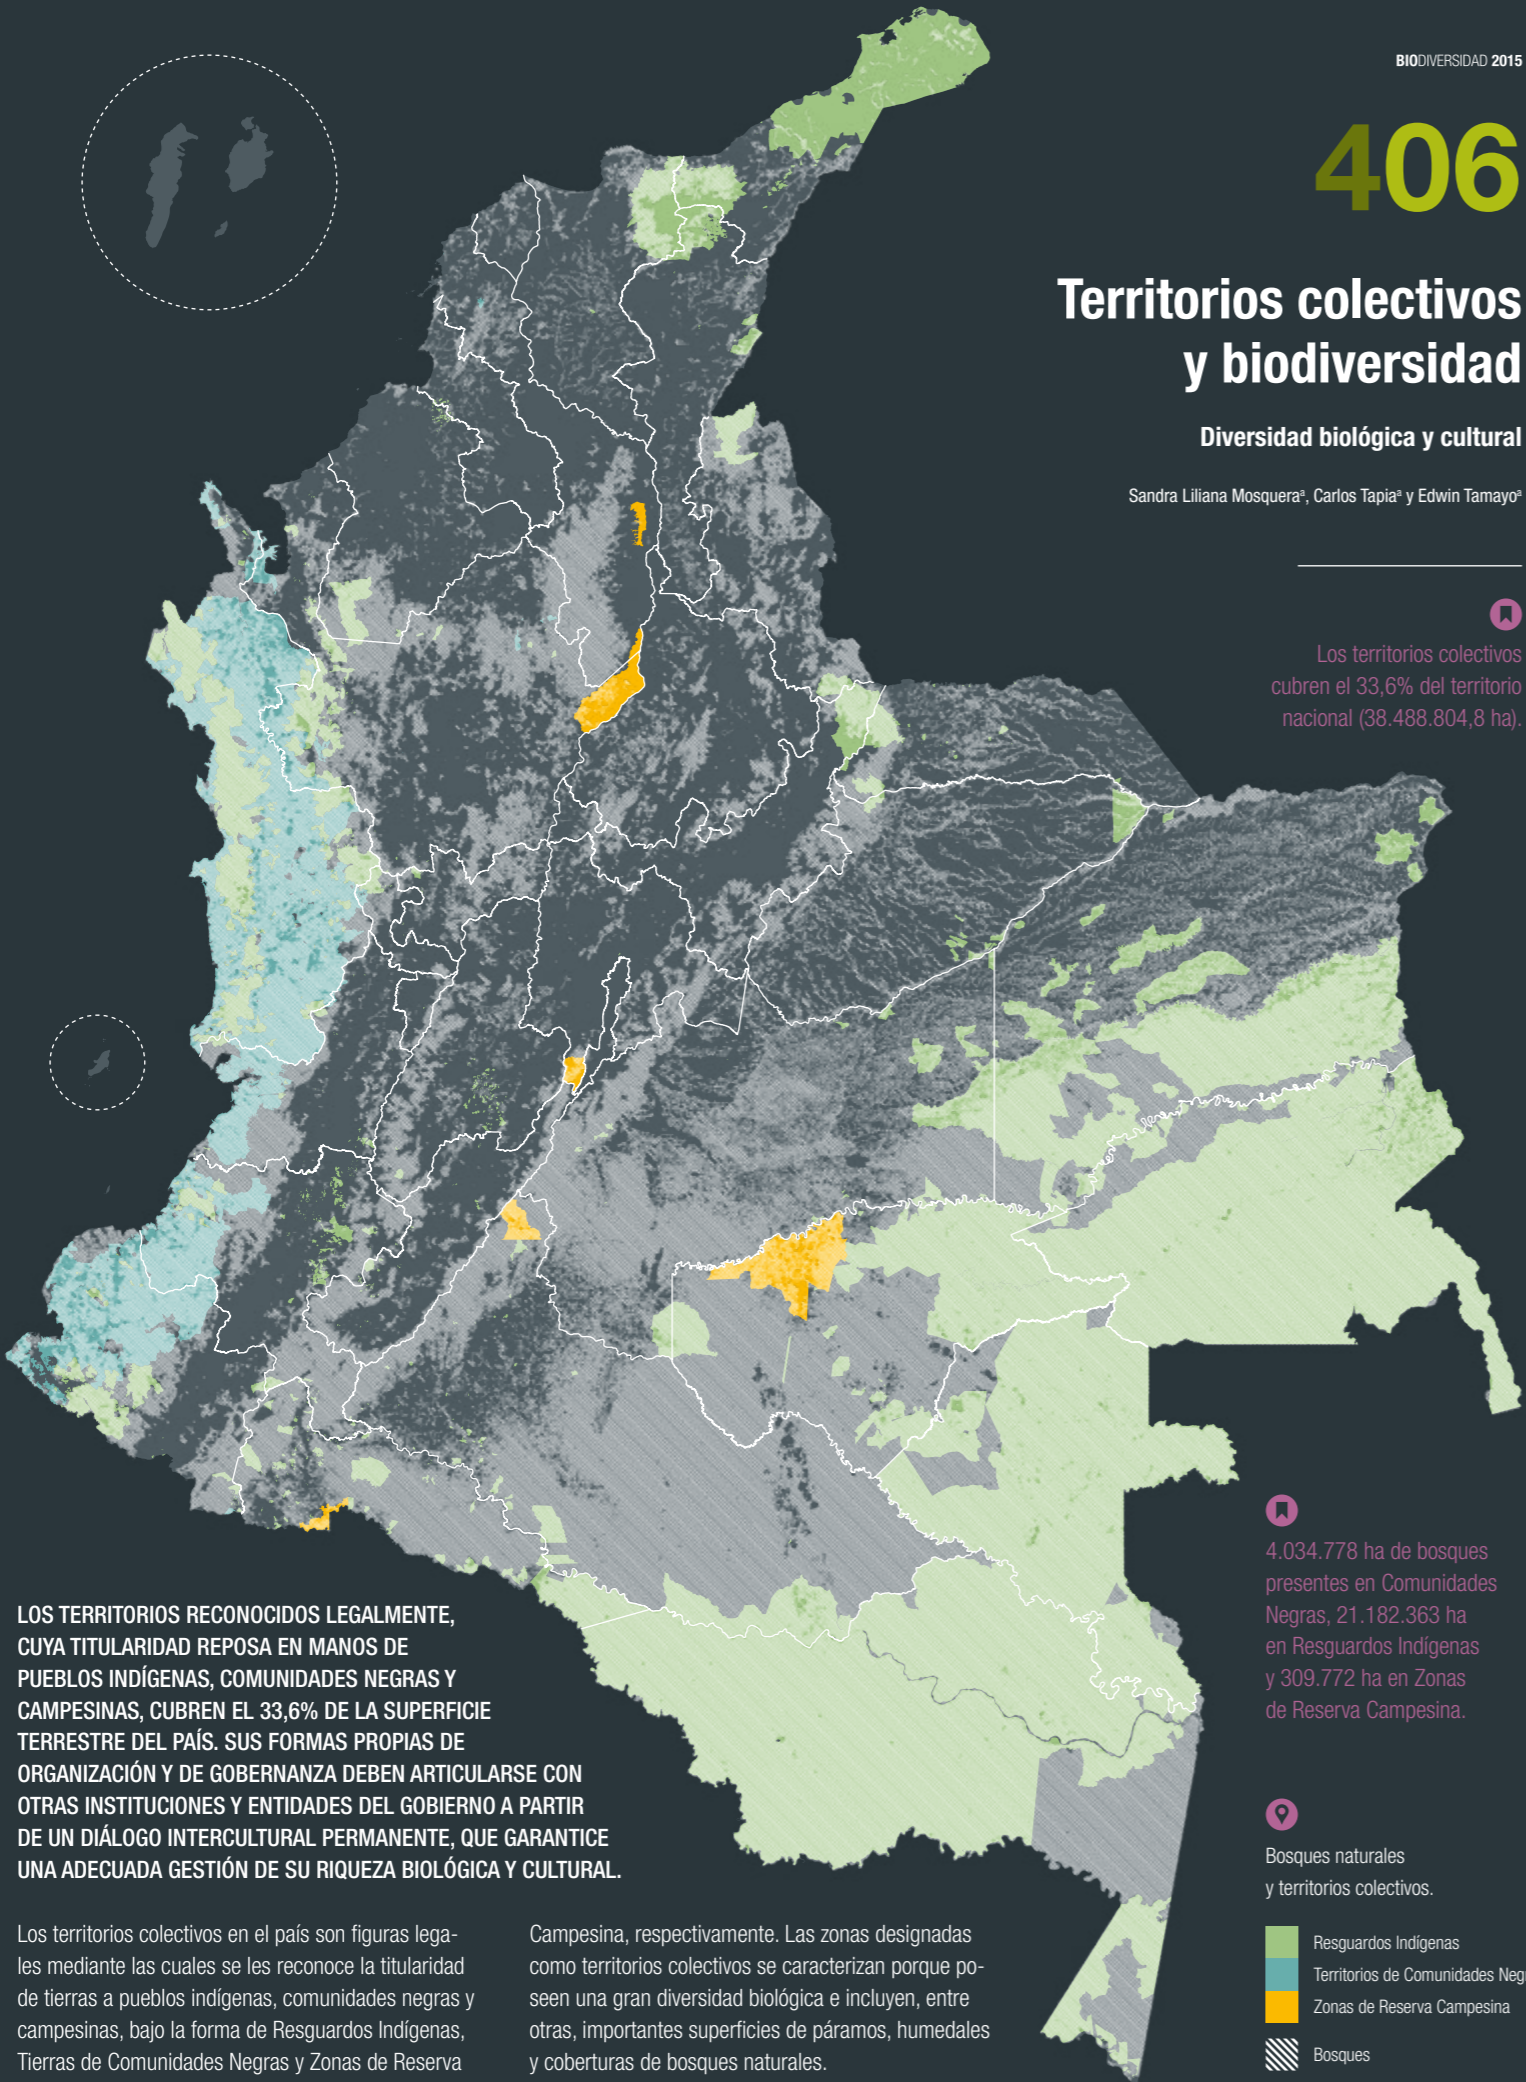 BIODIVERSIDAD 2015
406
Territorios colectivos
y biodiversidad
Diversidad biológica y cultural
Sandra Liliana Mosqueraª, Carlos Tapiaª y Edwin Tamayoª
Los territorios colectivos
cubren el 33,6% del territorio
nacional (38.488.804,8 ha).
4.034.778 ha de bosques
presentes en Comunidades
Negras, 21.182.363 ha
en Resguardos Indígenas
y 309.772 ha en Zonas
de Reserva Campesina.
Bosques naturales
y territorios colectivos.
Resguardos Indígenas
Territorios de Comunidades Neg
Zonas de Reserva Campesina
Bosques
LOS TERRITORIOS RECONOCIDOS LEGALMENTE,
CUYA TITULARIDAD REPOSA EN MANOS DE
PUEBLOS INDÍGENAS, COMUNIDADES NEGRAS Y
CAMPESINAS, CUBREN EL 33,6% DE LA SUPERFICIE
TERRESTRE DEL PAÍS. SUS FORMAS PROPIAS DE
ORGANIZACIÓN Y DE GOBERNANZA DEBEN ARTICULARSE CON
OTRAS INSTITUCIONES Y ENTIDADES DEL GOBIERNO A PARTIR
DE UN DIÁLOGO INTERCULTURAL PERMANENTE, QUE GARANTICE
UNA ADECUADA GESTIÓN DE SU RIQUEZA BIOLÓGICA Y CULTURAL.
Los territorios colectivos en el país son figuras lega-
les mediante las cuales se les reconoce la titularidad
de tierras a pueblos indígenas, comunidades negras y
campesinas, bajo la forma de Resguardos Indígenas,
Tierras de Comunidades Negras y Zonas de Reserva
Campesina, respectivamente. Las zonas designadas
como territorios colectivos se caracterizan porque po-
seen una gran diversidad biológica e incluyen, entre
otras, importantes superficies de páramos, humedales
y coberturas de bosques naturales.